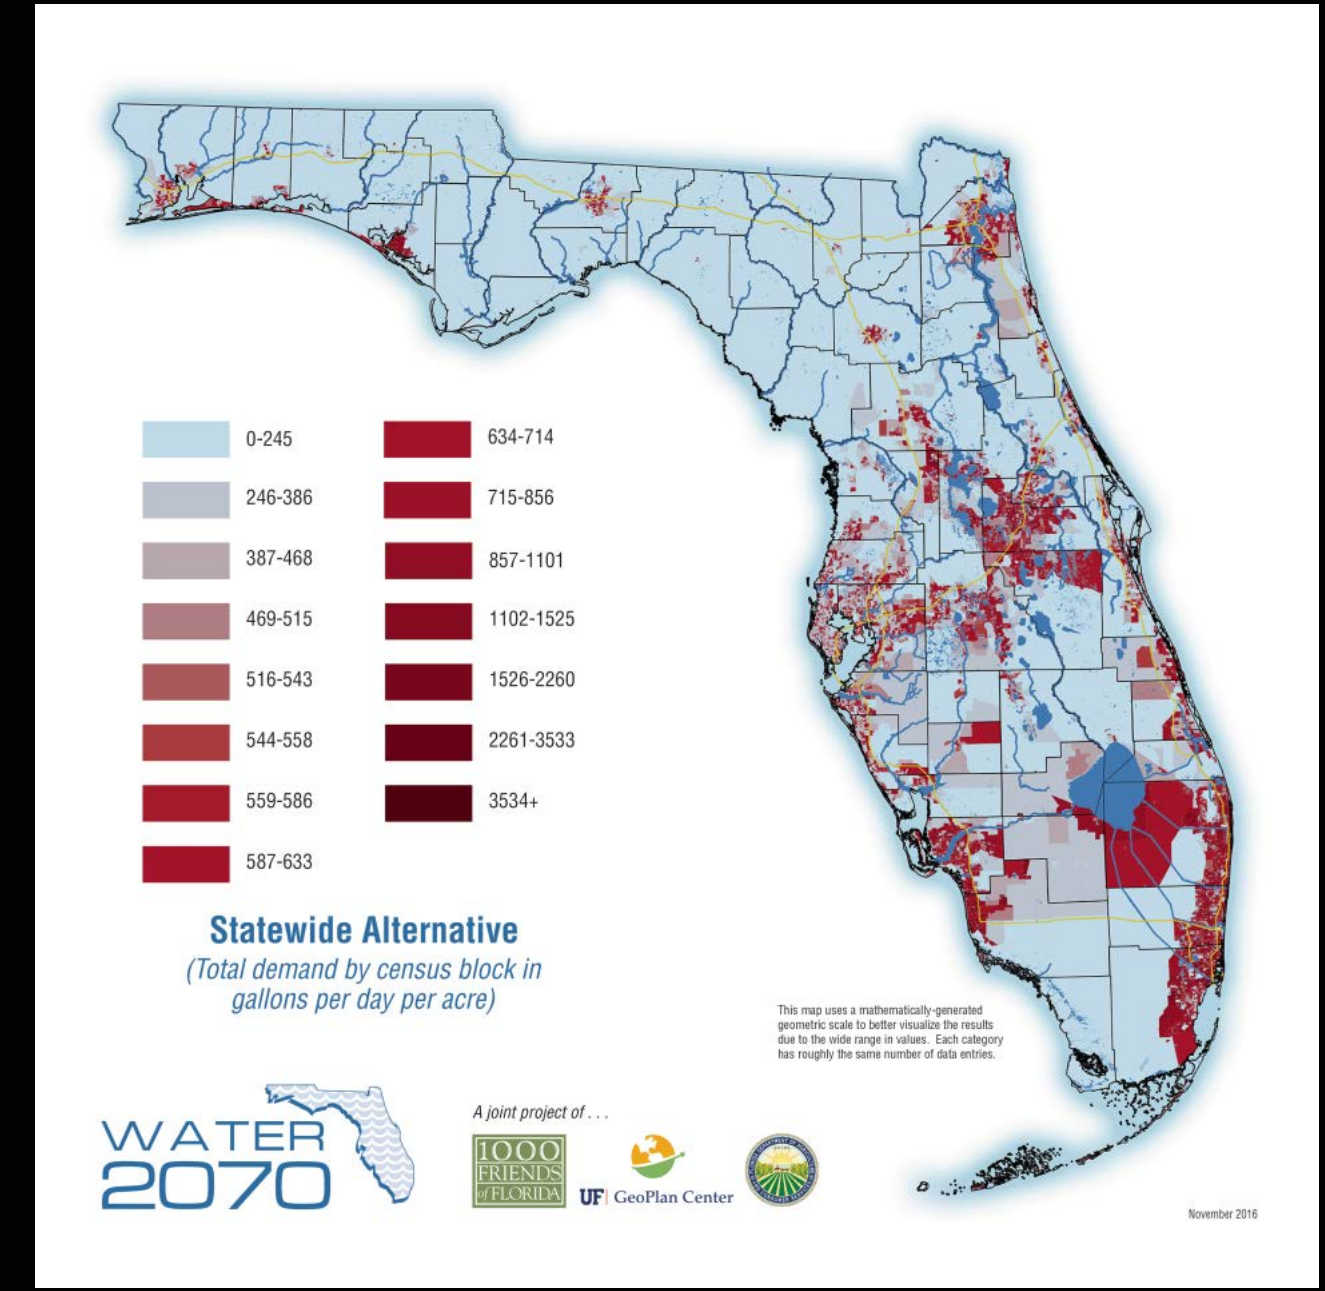 0-245
246-386
387-468
469-515
516-543
544-558
559-586
587-633
634-714
715-856
857-1101
1102-1525
1526-2260
2261-3533
3534+
Statewide Alternative
(Total demand by census block in
gallons per day per acre)
This map uses a mathematically-generated
geometric scale to better visualize the results
due to the wide range in values. Each category
has roughly the same number of data entries.
WATER
2070
A joint project of . . .
1000
FRIENDS
of FLORIDA
UF GeoPlan Center
November 2016